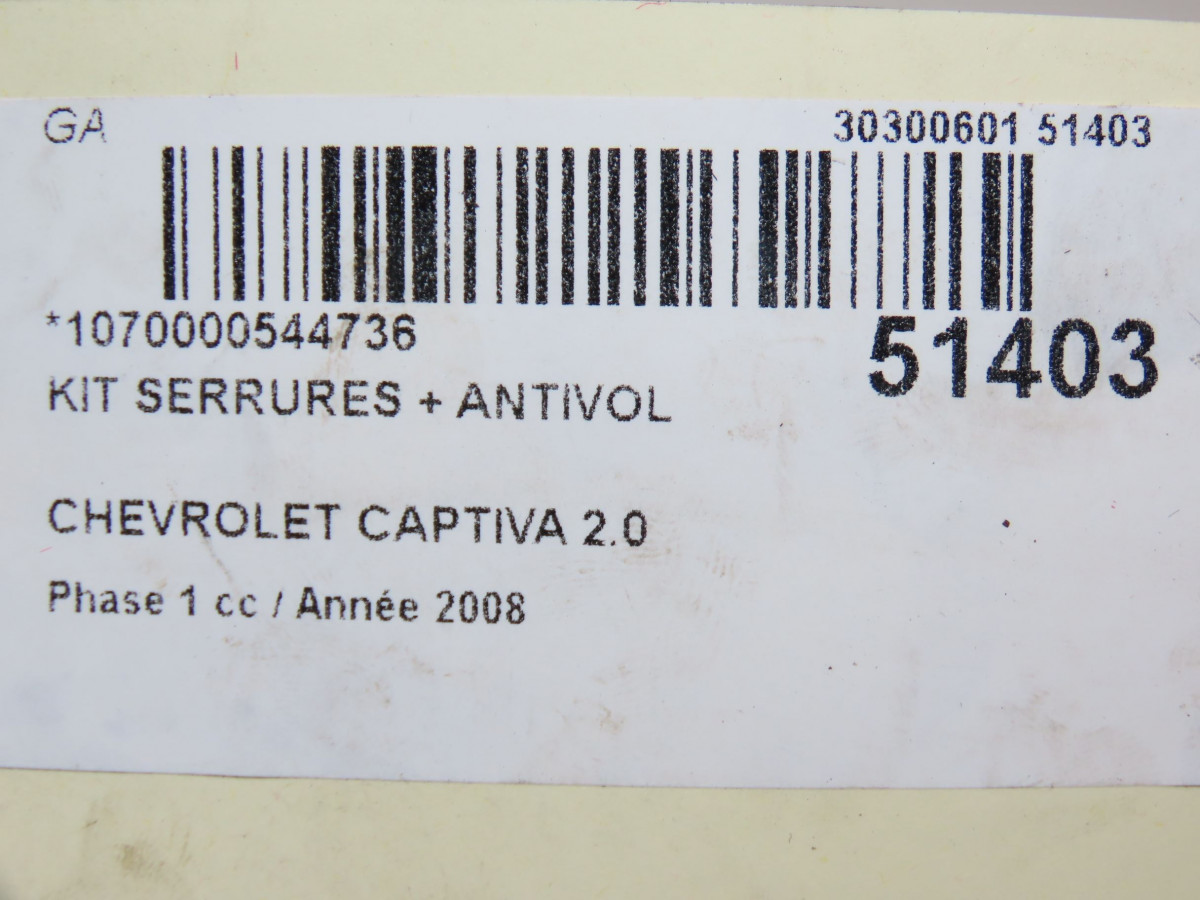 GA 30300601 51403
*1070000544736 51403
KIT SERRURES + ANTIVOL
CHEVROLET CAPTIVA 2.0
Phase 1 cc / Année 2008